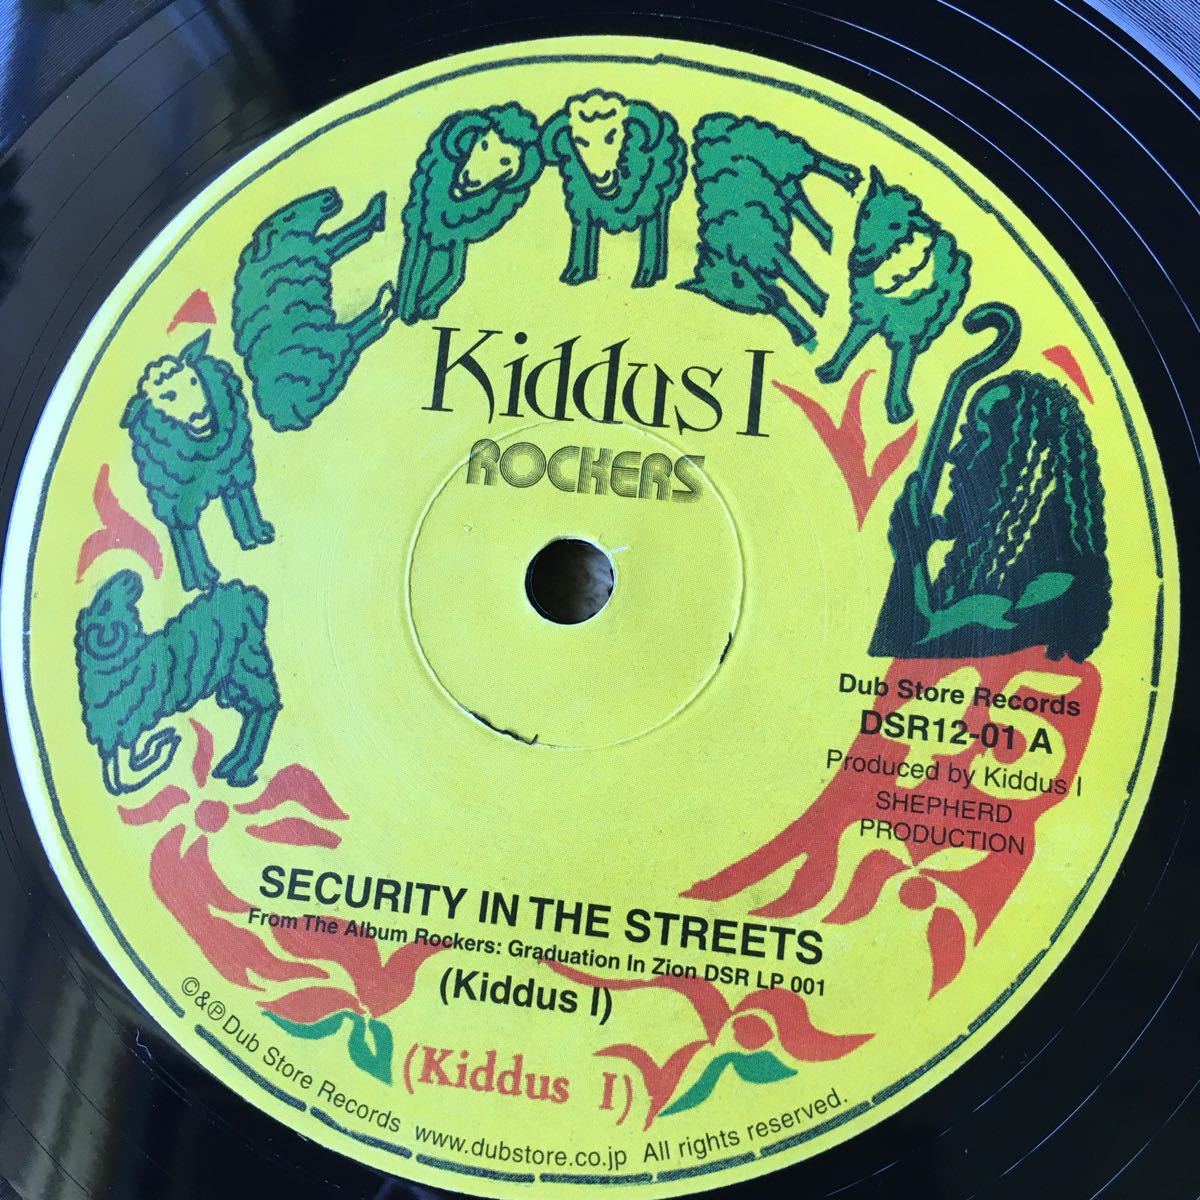 SHEPHERD
Kiddus I
ROCKERS
Dub Store Records
DSR12-01 A
Produced by Kiddus I
SHEPHERD
PRODUCTION
SECURITY IN THE STREETS
From The Album Rockers: Graduation In Zion DSR LP 001
(Kiddus I)
(Kiddus I)
©&℗ Dub Store Records www.dubstore.co.jp All rights reserved.